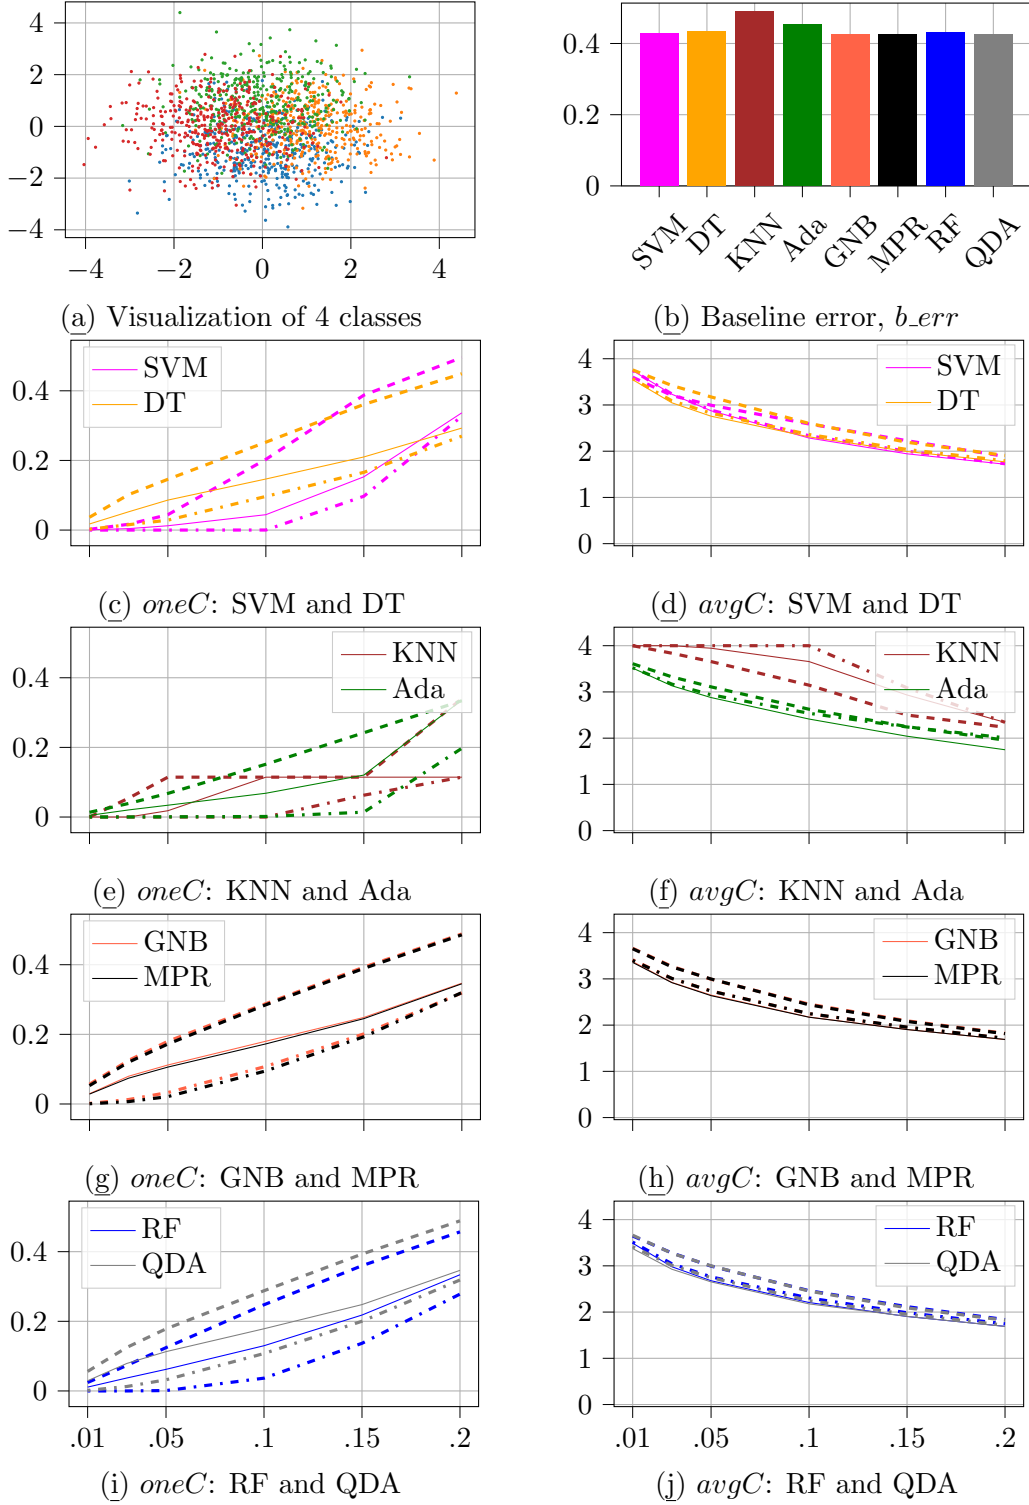 4
2
0
−2
−4
−4
−2
0
2
4
(a) Visualization of 4 classes
0.4
0.2
0
SVM
DT
KNN
Ada
GNB
MPR
RF
QDA
(b) Baseline error, b_err
0.4
0.2
0
SVM
DT
(c) oneC: SVM and DT
4
3
2
1
0
SVM
DT
(d) avgC: SVM and DT
0.4
0.2
0
KNN
Ada
(e) oneC: KNN and Ada
4
3
2
1
0
KNN
Ada
(f) avgC: KNN and Ada
0.4
0.2
0
GNB
MPR
(g) oneC: GNB and MPR
4
3
2
1
0
GNB
MPR
(h) avgC: GNB and MPR
0.4
0.2
0
RF
QDA
.01
.05
.1
.15
.2
(i) oneC: RF and QDA
4
3
2
1
0
RF
QDA
.01
.05
.1
.15
.2
(j) avgC: RF and QDA